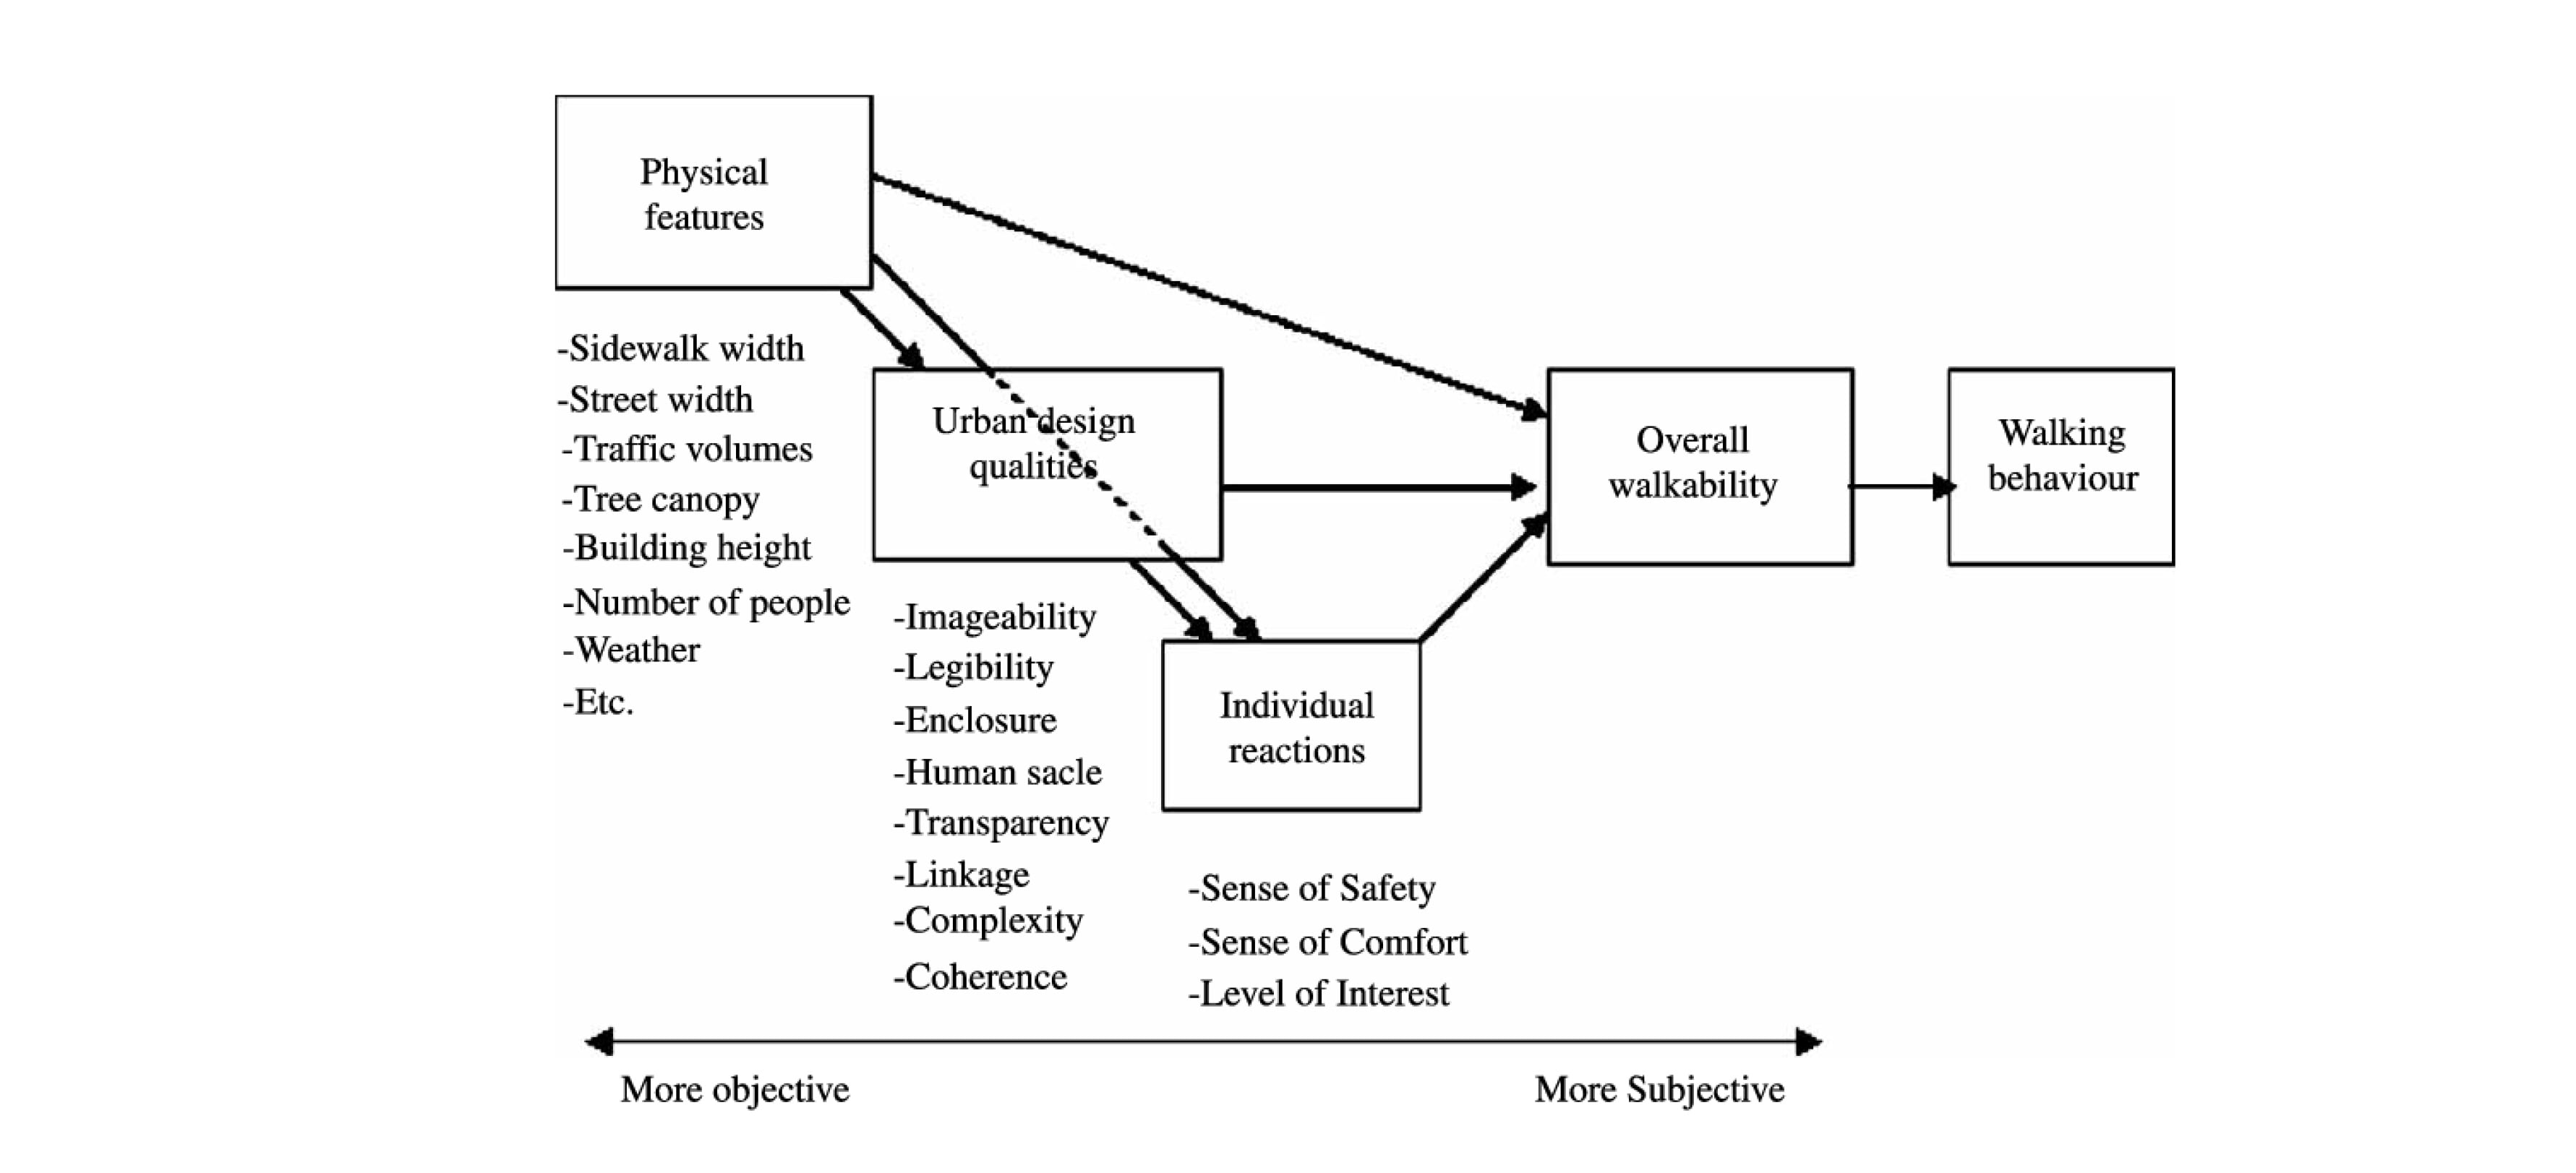 Physical
features
-Sidewalk width
-Street width
-Traffic volumes
-Tree canopy
-Building height
-Number of people
-Weather
-Etc.
Urban design
qualities
-Imageability
-Legibility
-Enclosure
-Human sacle
-Transparency
-Linkage
-Complexity
-Coherence
Individual
reactions
-Sense of Safety
-Sense of Comfort
-Level of Interest
Overall
walkability
Walking
behaviour
More objective
More Subjective